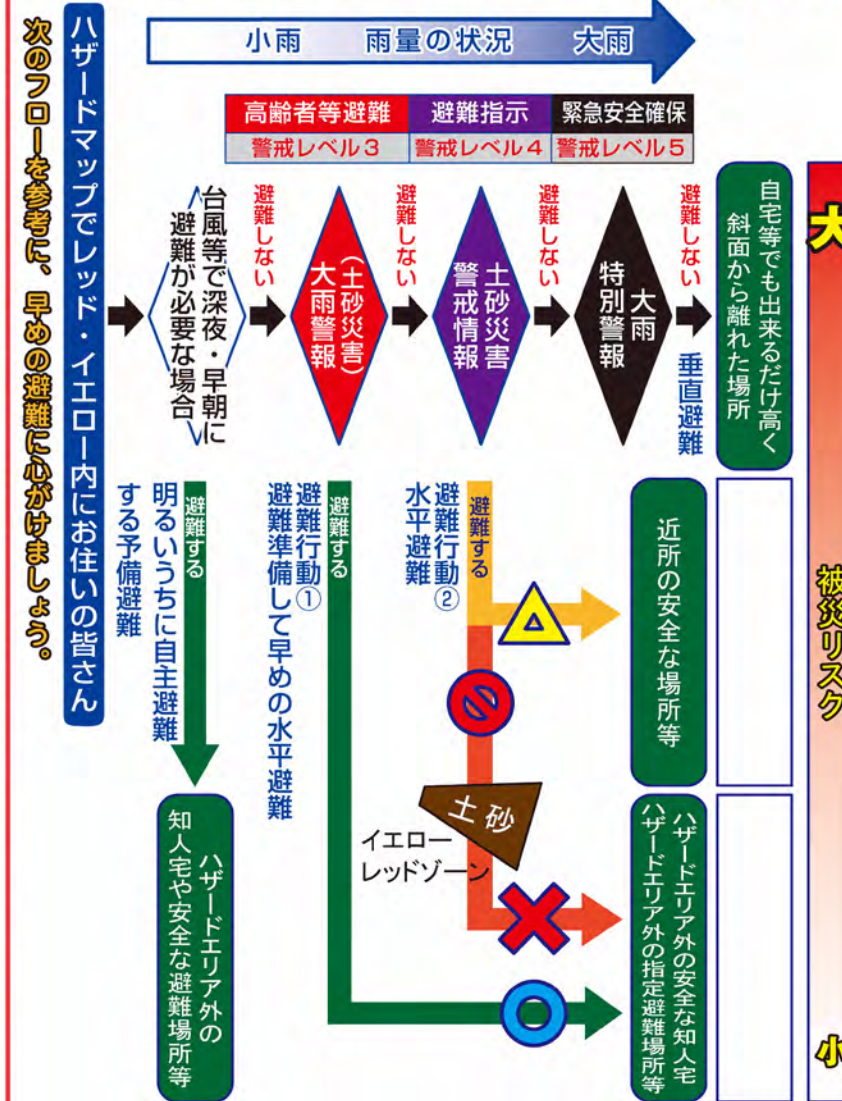 小雨 雨量の状況 大雨
高齢者等避難 避難指示 緊急安全確保
警戒レベル3 警戒レベル4 警戒レベル5
ハザードマップでレッド・イエロー内にお住いの皆さん
次のフローを参考に、早めの避難に心がけましょう。
台風等で深夜・早朝に
避難が必要な場合
避難しない
(土砂災害)
大雨警報
避難しない
土砂災害
警戒情報
避難しない
大雨
特別警報
避難しない
垂直避難
自宅等でも出来るだけ高く
斜面から離れた場所
避難する
明るいうちに自主避難
する予備避難
ハザードエリア外の
知人宅や安全な避難場所等
避難する
避難行動①
避難準備して早めの水平避難
避難する
避難行動②
水平避難
近所の安全な場所等
土砂
イエロー
レッドゾーン
ハザードエリア外の安全な知人宅
ハザードエリア外の指定避難場所等
大
被災リスク
小